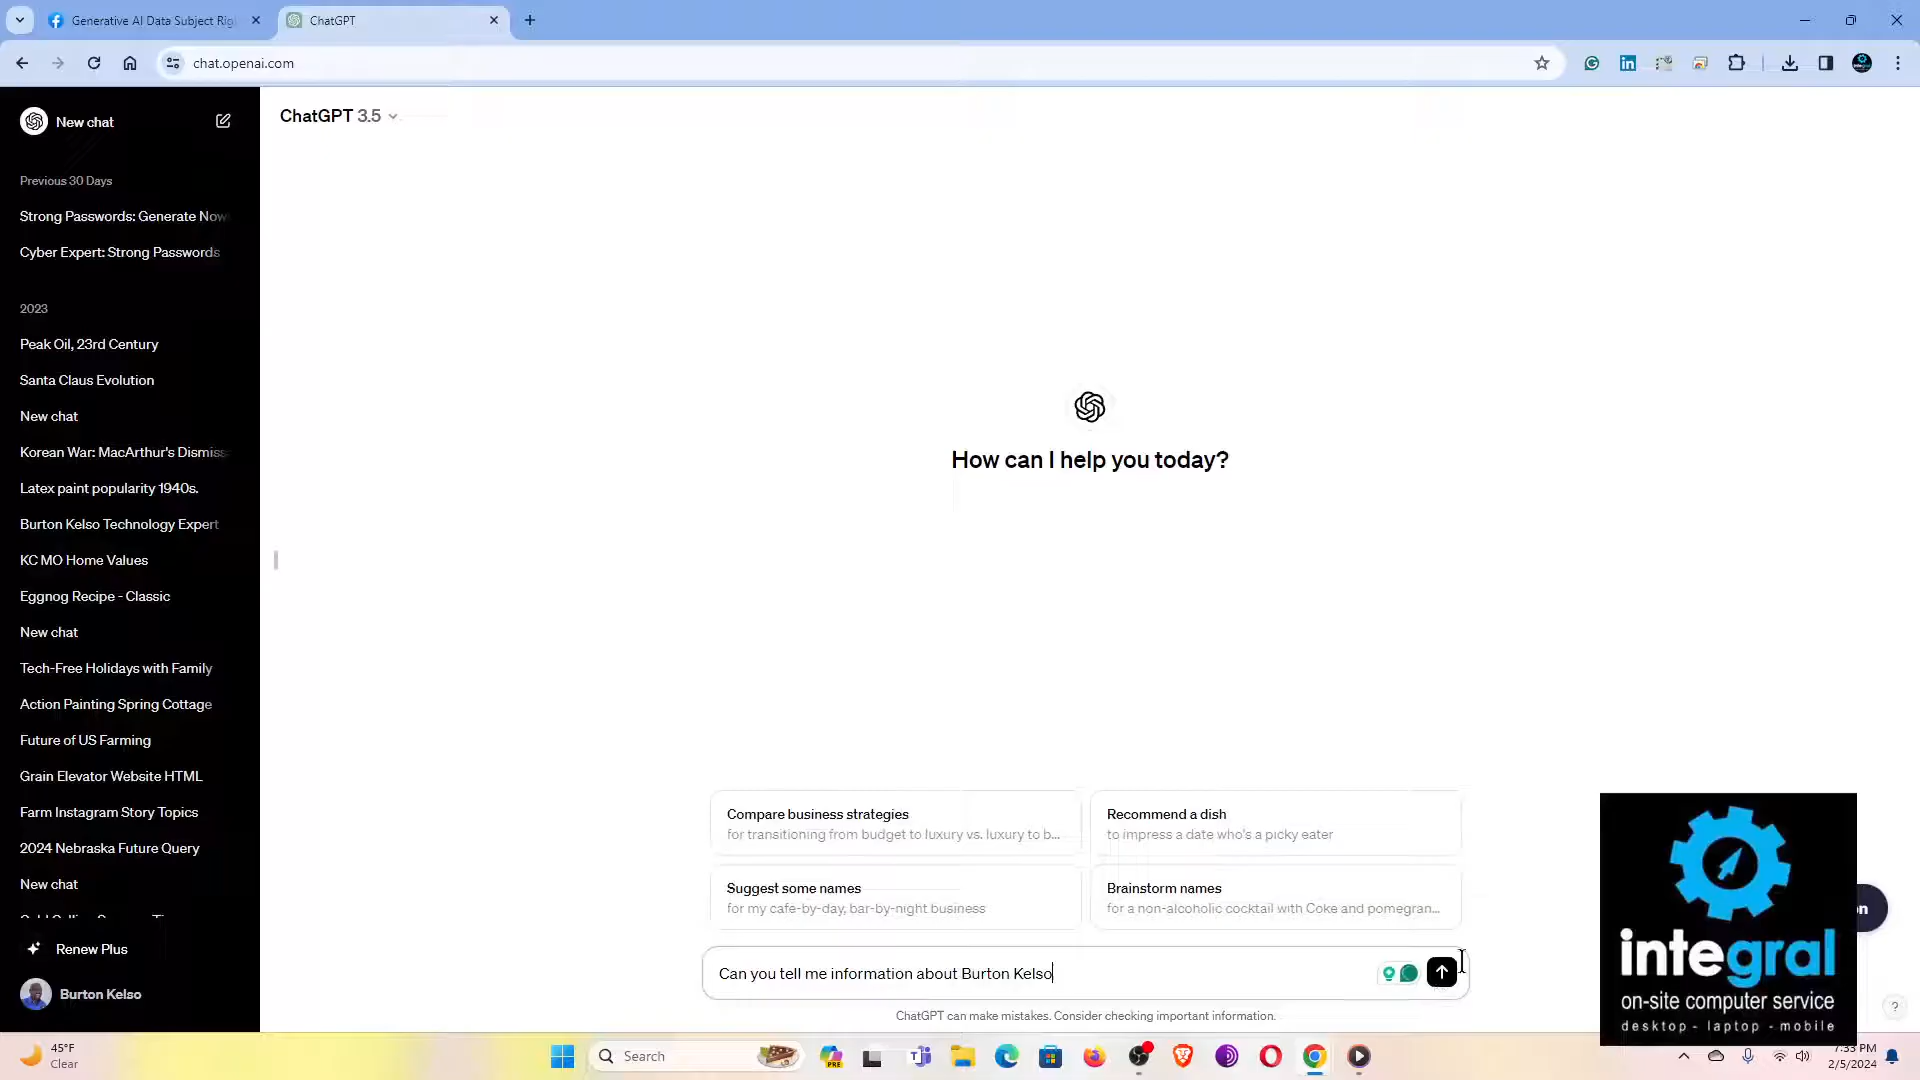 Generative AI Data Subject Rig
ChatGPT
chat.openai.com
New chat
ChatGPT 3.5
Previous 30 Days
Strong Passwords: Generate Now
Cyber Expert: Strong Passwords
2023
Peak Oil, 23rd Century
Santa Claus Evolution
New chat
Korean War: MacArthur's Dismiss
Latex paint popularity 1940s.
Burton Kelso Technology Expert
KC MO Home Values
Eggnog Recipe - Classic
New chat
Tech-Free Holidays with Family
Action Painting Spring Cottage
Future of US Farming
Grain Elevator Website HTML
Farm Instagram Story Topics
2024 Nebraska Future Query
New chat
Renew Plus
Burton Kelso
How can I help you today?
Compare business strategies
for transitioning from budget to luxury vs. luxury to b...
Recommend a dish
to impress a date who's a picky eater
Suggest some names
for my cafe-by-day, bar-by-night business
Brainstorm names
for a non-alcoholic cocktail with Coke and pomegran...
Can you tell me information about Burton Kelso
ChatGPT can make mistakes. Consider checking important information.
?
integral
on-site computer service
desktop - laptop - mobile
45°F
Clear
Search
PRE
7:33 PM
2/5/2024